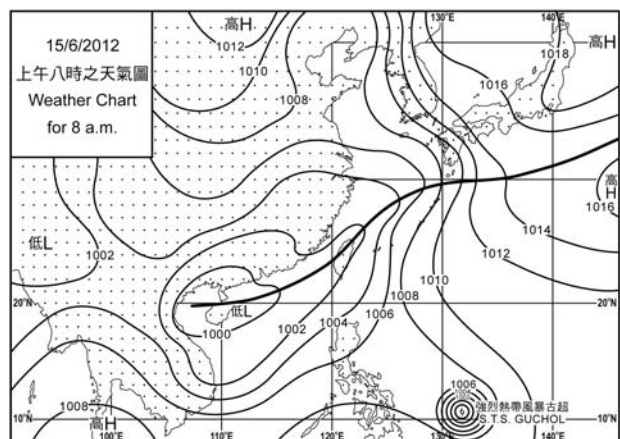 15/6/2012
上午八時之天氣圖
Weather Chart
for 8 a.m.
高H
1012
1010
1008
130°E
140°E
高H
1018
1016
高
H
1016
1014
1012
1010
1008
1006
1004
1002
1000
低L
低L
1002
20°N
20°N
1006
強烈熱帶風暴古超
S.T.S. GUCHOL
1008
高H
10°N
10°N
100°E
110°E
120°E
130°E
140°E